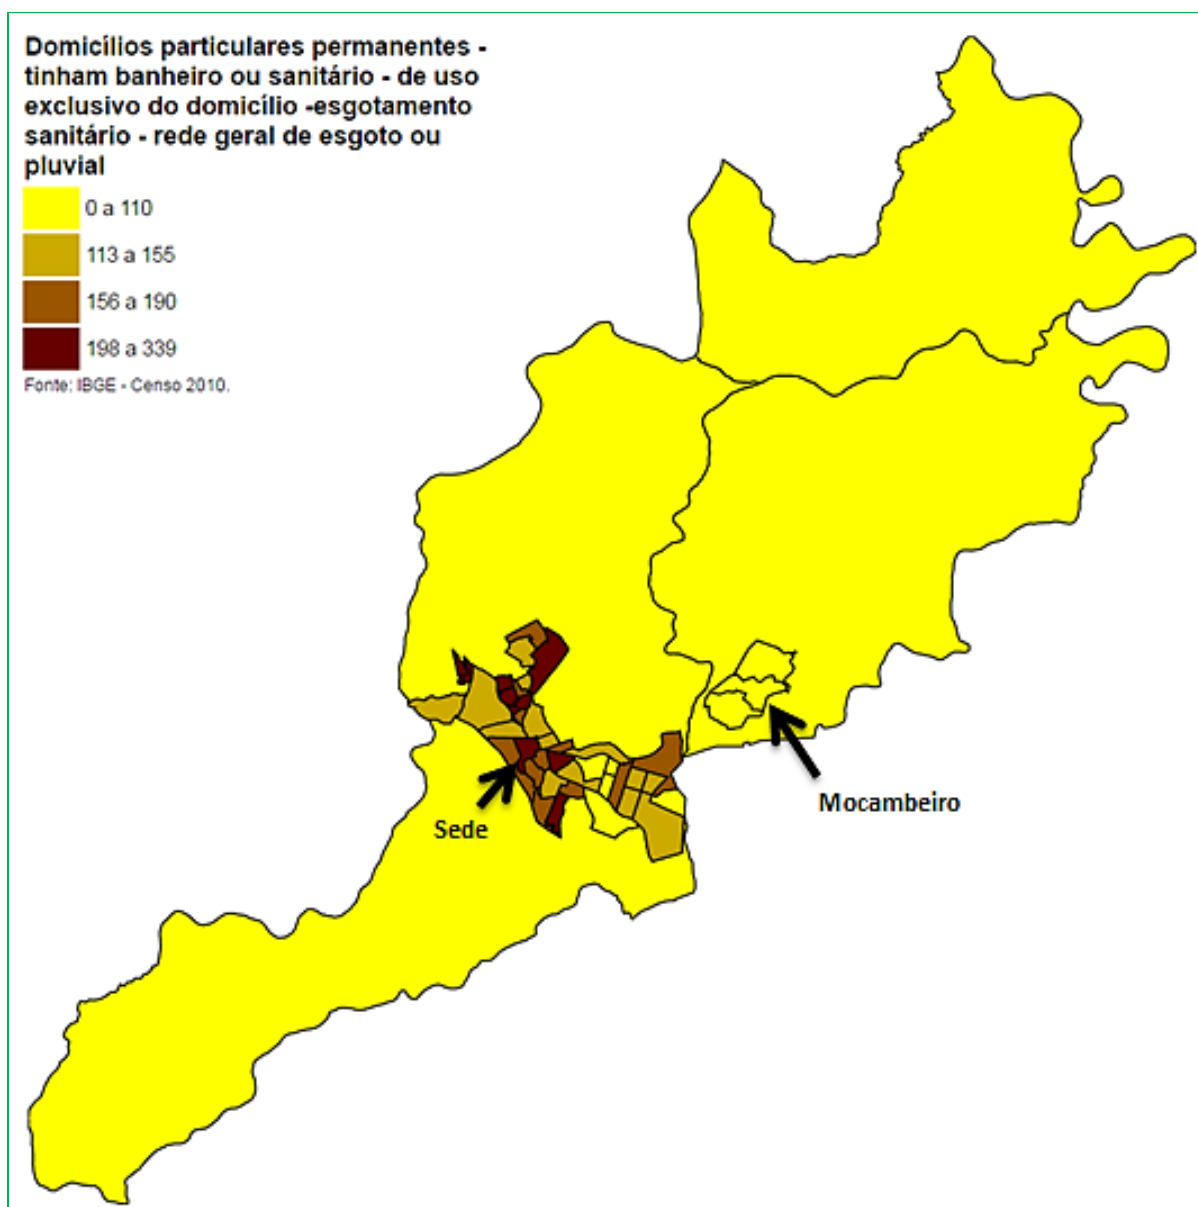 Domicílios particulares permanentes -
tinham banheiro ou sanitário - de uso
exclusivo do domicílio -esgotamento
sanitário - rede geral de esgoto ou
pluvial
0 a 110
113 a 155
156 a 190
198 a 339
Fonte: IBGE - Censo 2010.
Mocambeiro
Sede